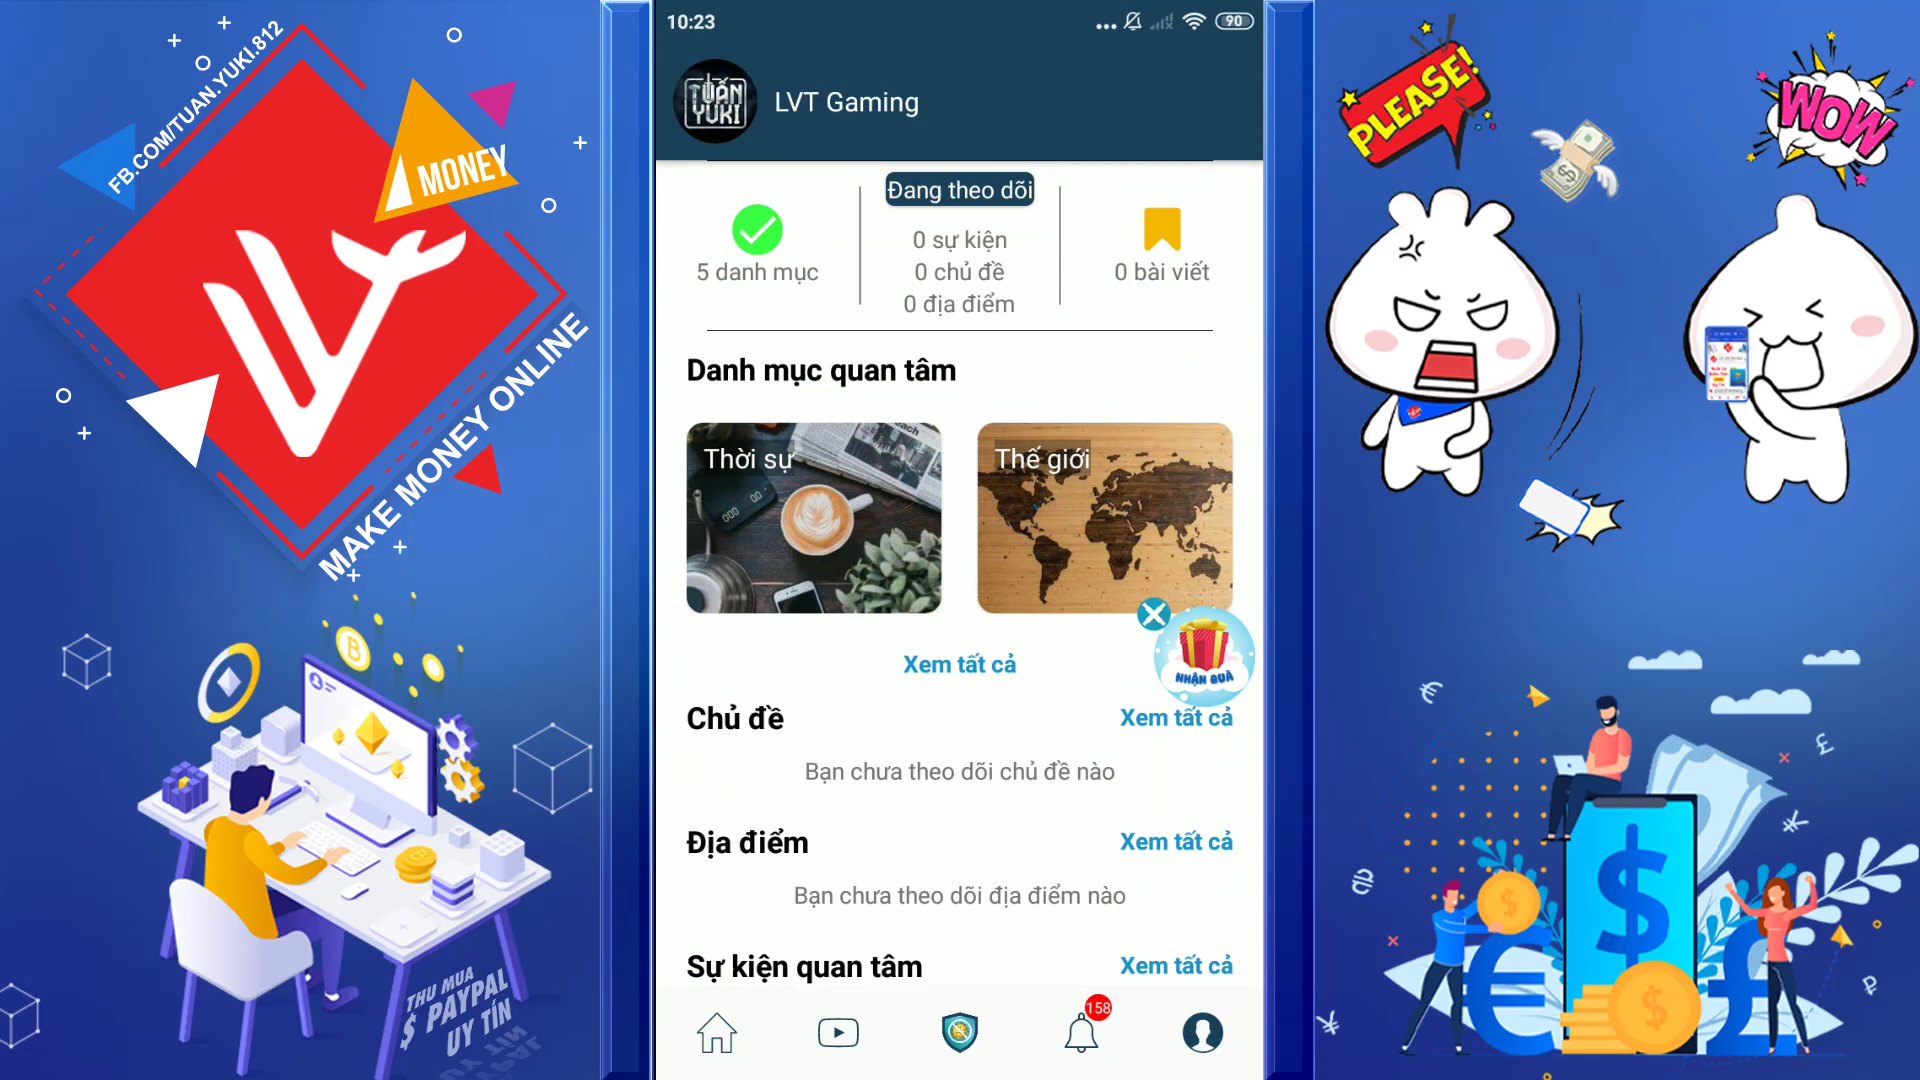 FB.COM/TUAN.YUKI.812
MONEY
MAKE MONEY ONLINE
THU MUA
$ PAYPAL
UY TÍN
10:23
90
TUẤN
YUKI
LVT Gaming
Đang theo dõi
5 danh mục
0 sự kiện
0 chủ đề
0 địa điểm
0 bài viết
Danh mục quan tâm
Thời sự
Thế giới
Xem tất cả
NHẬN QUÀ
Chủ đề
Xem tất cả
Bạn chưa theo dõi chủ đề nào
Địa điểm
Xem tất cả
Bạn chưa theo dõi địa điểm nào
Sự kiện quan tâm
Xem tất cả
158
PLEASE!
WOW